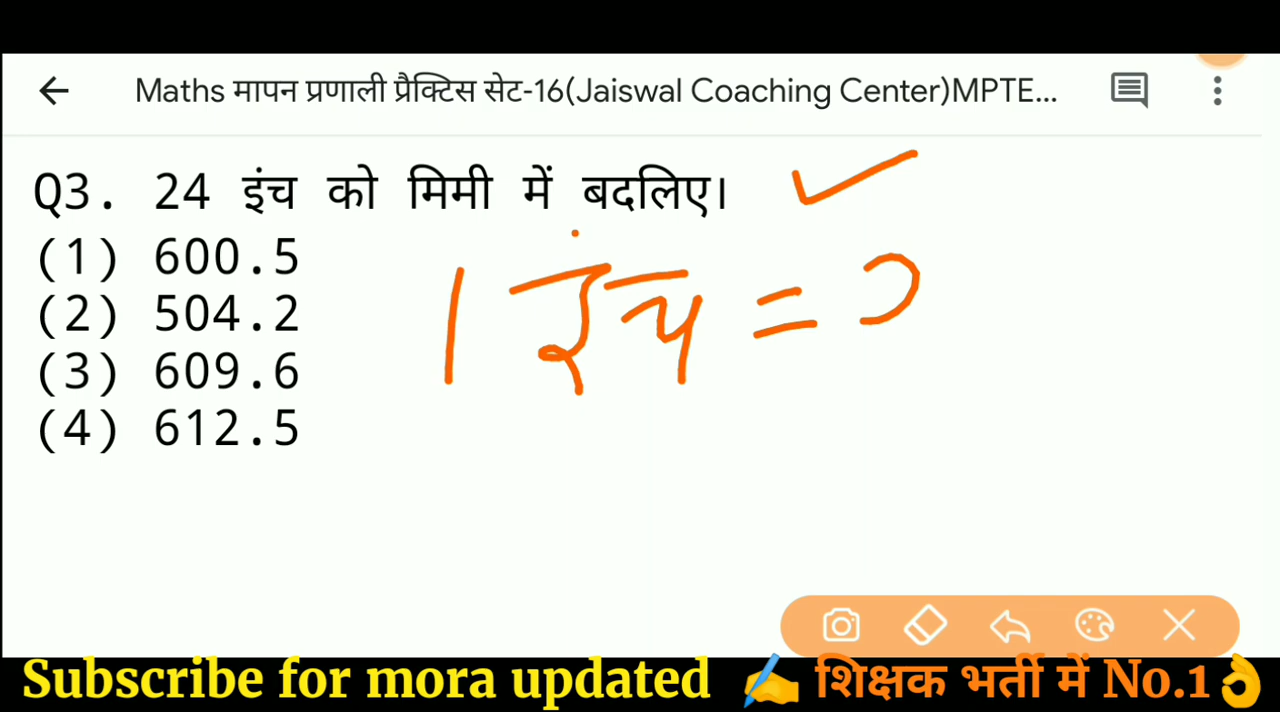 Maths मापन प्रणाली प्रैक्टिस सेट-16(Jaiswal Coaching Center)MPTE...
Q3. 24 इंच को मिमी में बदलिए।
(1) 600.5
(2) 504.2
(3) 609.6
(4) 612.5
1 इंच =
Subscribe for mora updated ✍️ शिक्षक भर्ती में No.1👌